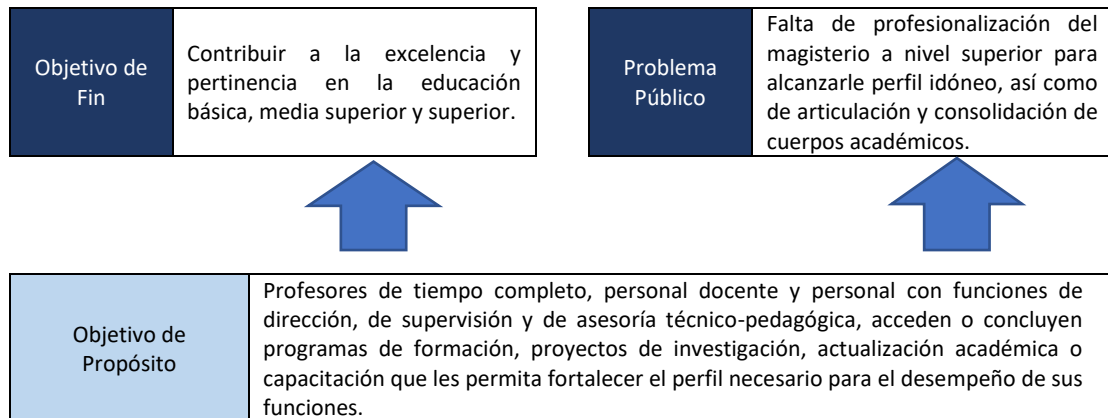 Objetivo de
Fin
Contribuir a la excelencia y
pertinencia en la educación
básica, media superior y superior.
Problema
Público
Falta de profesionalización del
magisterio a nivel superior para
alcanzarle perfil idóneo, así como
de articulación y consolidación de
cuerpos académicos.
Objetivo de
Propósito
Profesores de tiempo completo, personal docente y personal con funciones de
dirección, de supervisión y de asesoría técnico-pedagógica, acceden o concluyen
programas de formación, proyectos de investigación, actualización académica o
capacitación que les permita fortalecer el perfil necesario para el desempeño de sus
funciones.